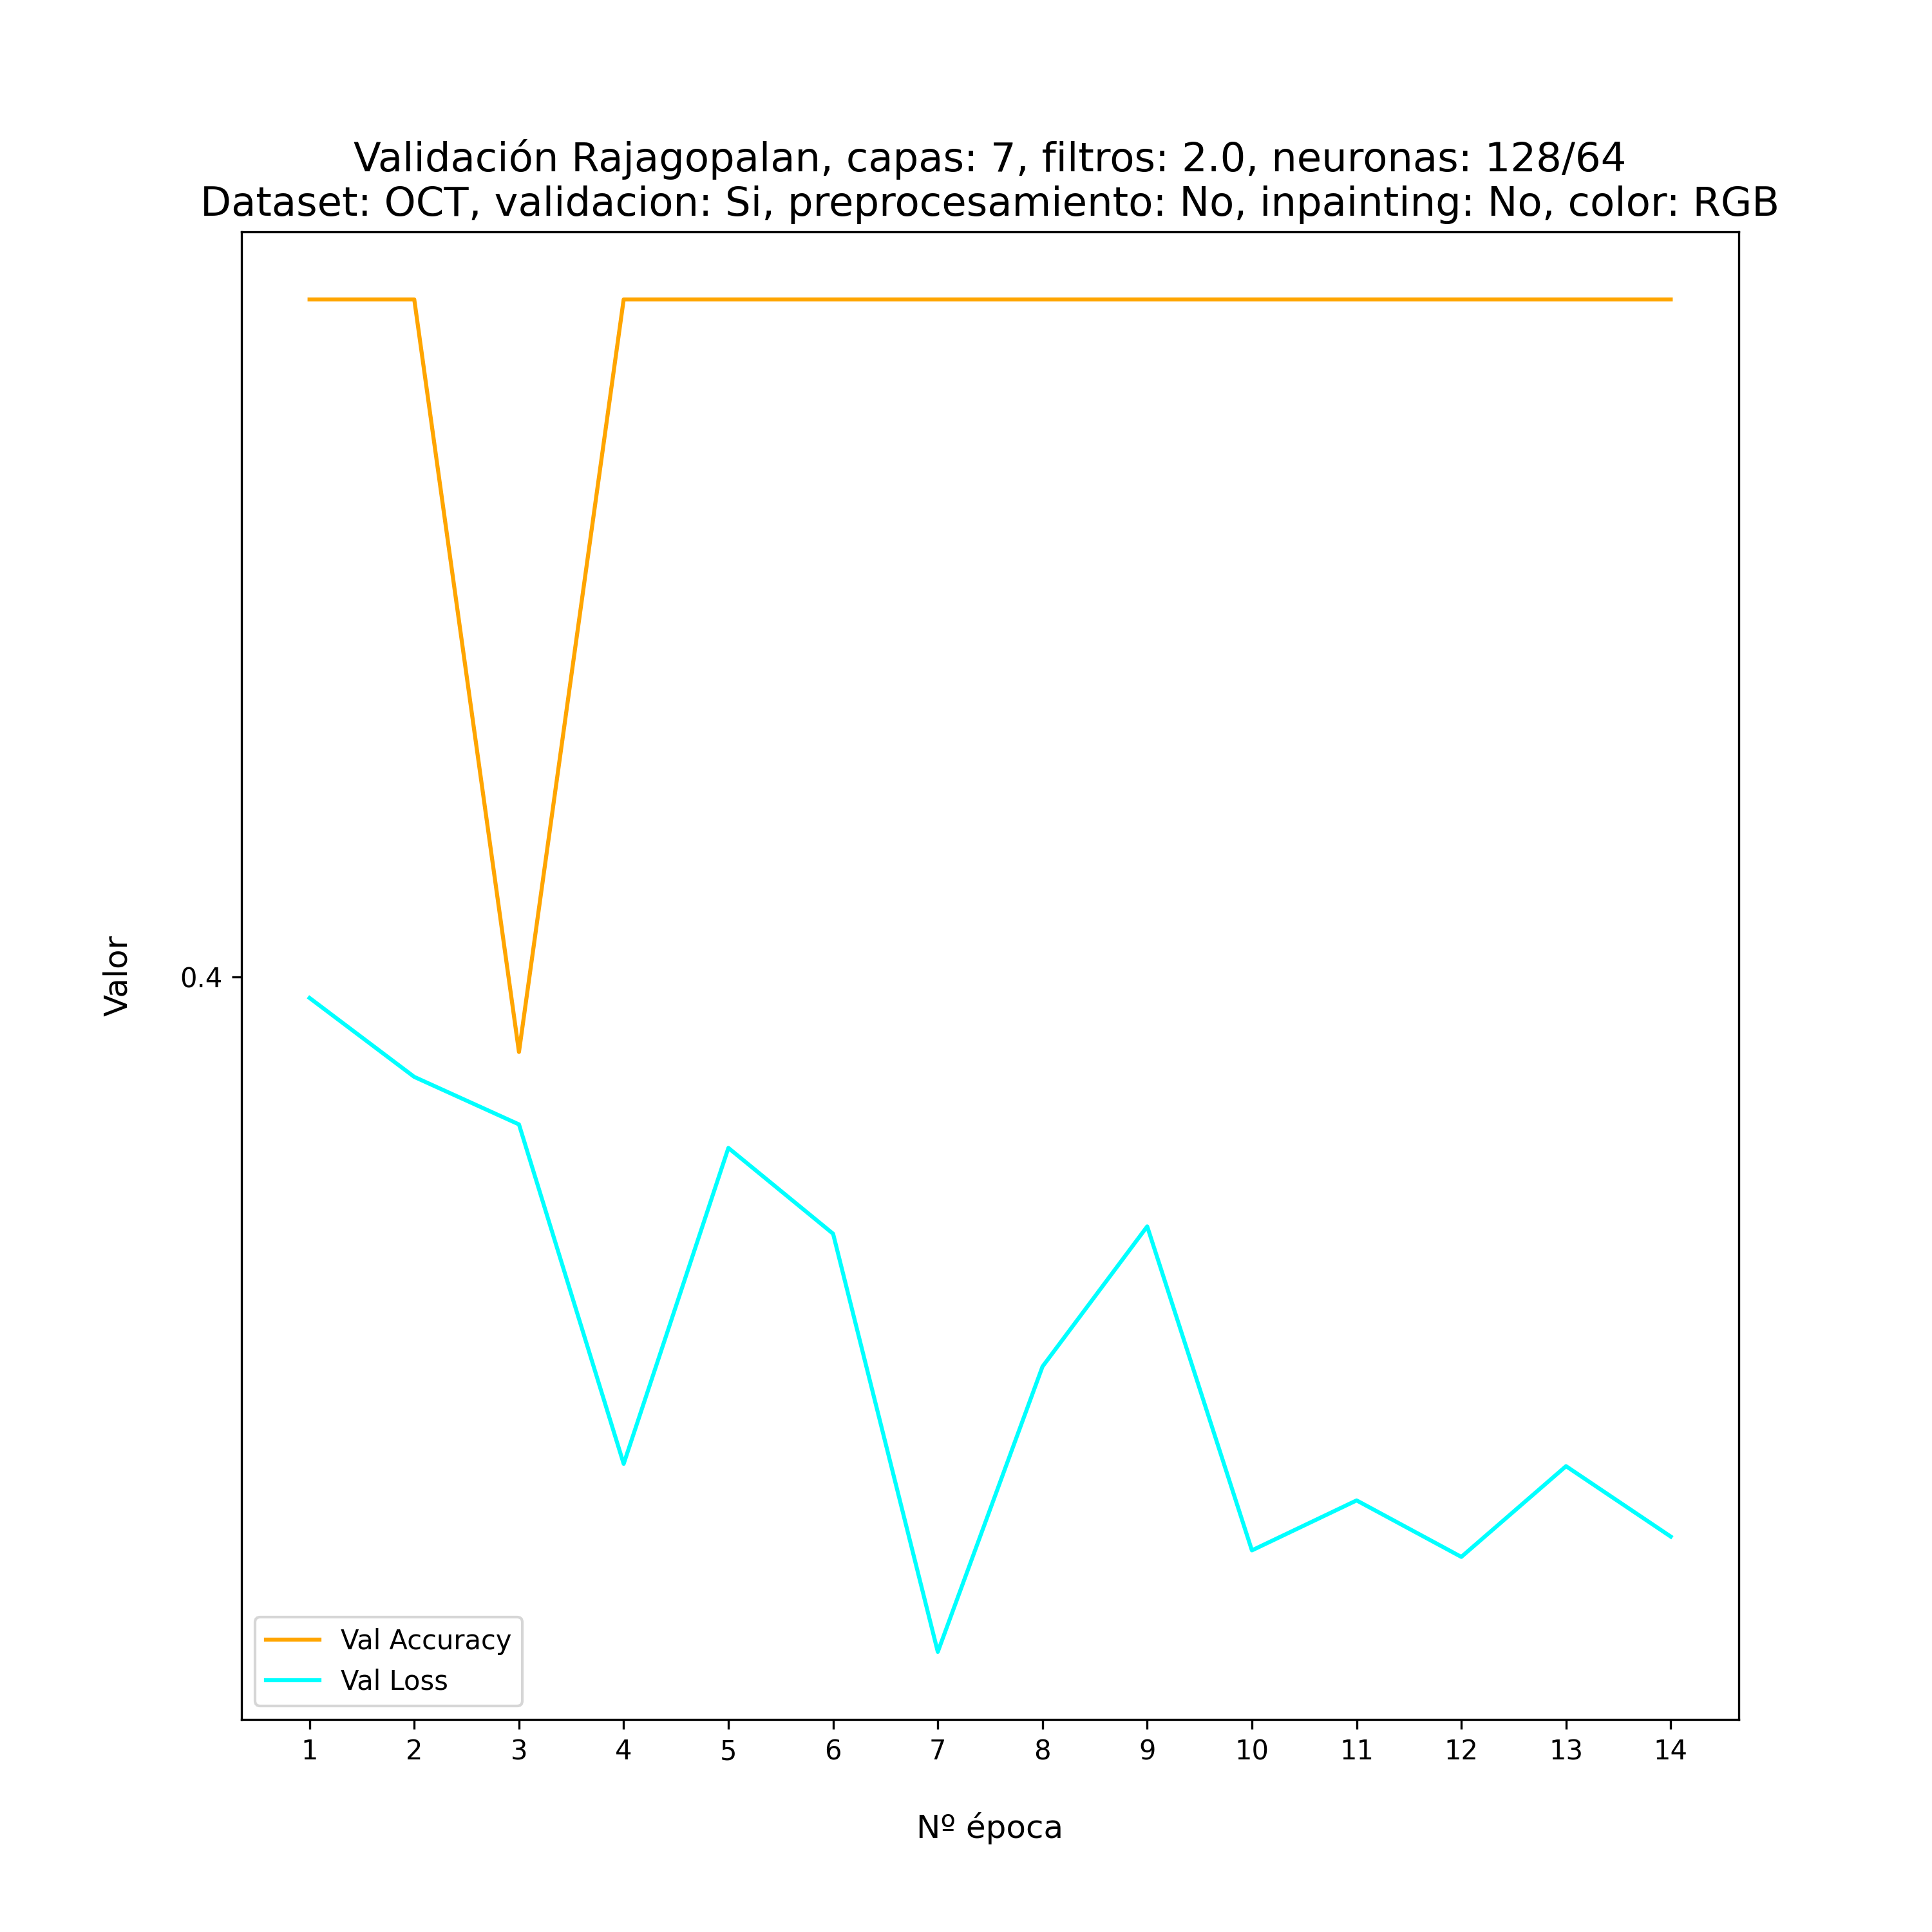 Validación Rajagopalan, capas: 7, filtros: 2.0, neuronas: 128/64
Dataset: OCT, validacion: Si, preprocesamiento: No, inpainting: No, color: RGB
Valor
0.4
Val Accuracy
Val Loss
1 2 3 4 5 6 7 8 9 10 11 12 13 14
Nº época